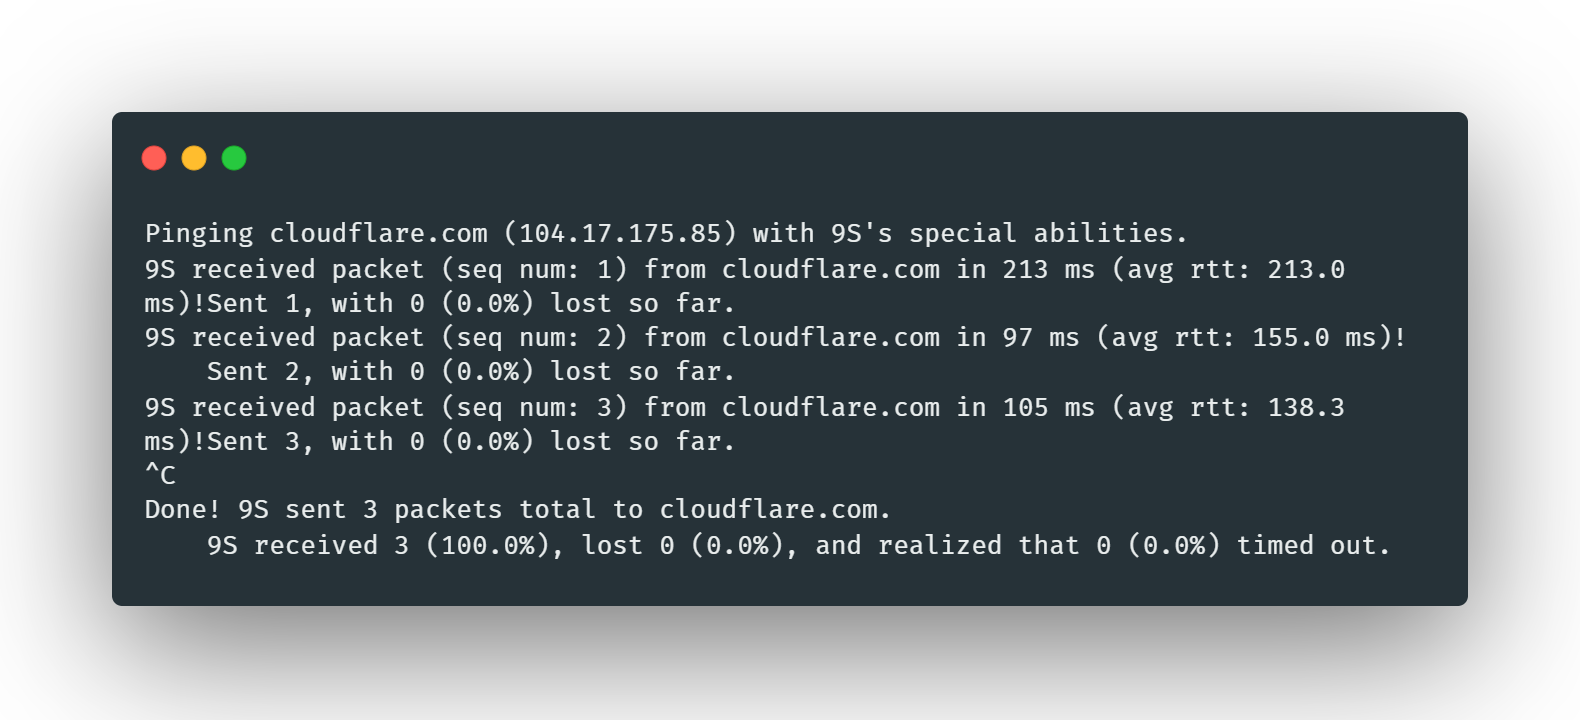 Pinging cloudflare.com (104.17.175.85) with 9S's special abilities.
9S received packet (seq num: 1) from cloudflare.com in 213 ms (avg rtt: 213.0
ms)!Sent 1, with 0 (0.0%) lost so far.
9S received packet (seq num: 2) from cloudflare.com in 97 ms (avg rtt: 155.0 ms)!
    Sent 2, with 0 (0.0%) lost so far.
9S received packet (seq num: 3) from cloudflare.com in 105 ms (avg rtt: 138.3
ms)!Sent 3, with 0 (0.0%) lost so far.
^C
Done! 9S sent 3 packets total to cloudflare.com.
    9S received 3 (100.0%), lost 0 (0.0%), and realized that 0 (0.0%) timed out.